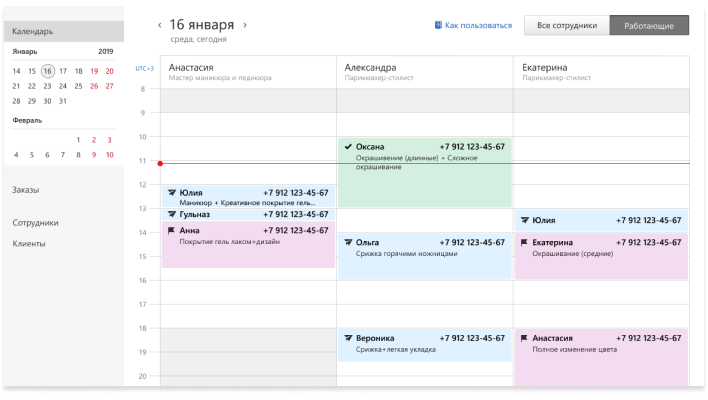 Календарь
Январь 2019
14 15 16 17 18 19 20
21 22 23 24 25 26 27
28 29 30 31
Февраль
1 2 3
4 5 6 7 8 9 10
Заказы
Сотрудники
Клиенты
‹ 16 января ›
среда, сегодня
Как пользоваться
Все сотрудники Работающие
UTC+3
Анастасия
Мастер маникюра и педикюра
Александра
Парикмахер-стилист
Екатерина
Парикмахер-стилист
8
9
10
Оксана +7 912 123-45-67
Окрашивение (длинные) + Сложное
окрашивание
11
12
Юлия +7 912 123-45-67
Маникюр + Креативное покрытие гель...
13
Гульназ +7 912 123-45-67
Юлия +7 912 123-45-67
Анна +7 912 123-45-67
Покрытие гель лаком+дизайн
14
Ольга +7 912 123-45-67
Срижка горячими ножницами
Екатерина +7 912 123-45-67
Окрашивание (средние)
15
16
17
18
Вероника +7 912 123-45-67
Срижка+легкая укладка
Анастасия +7 912 123-45-67
Полное изменение цвета
19
20